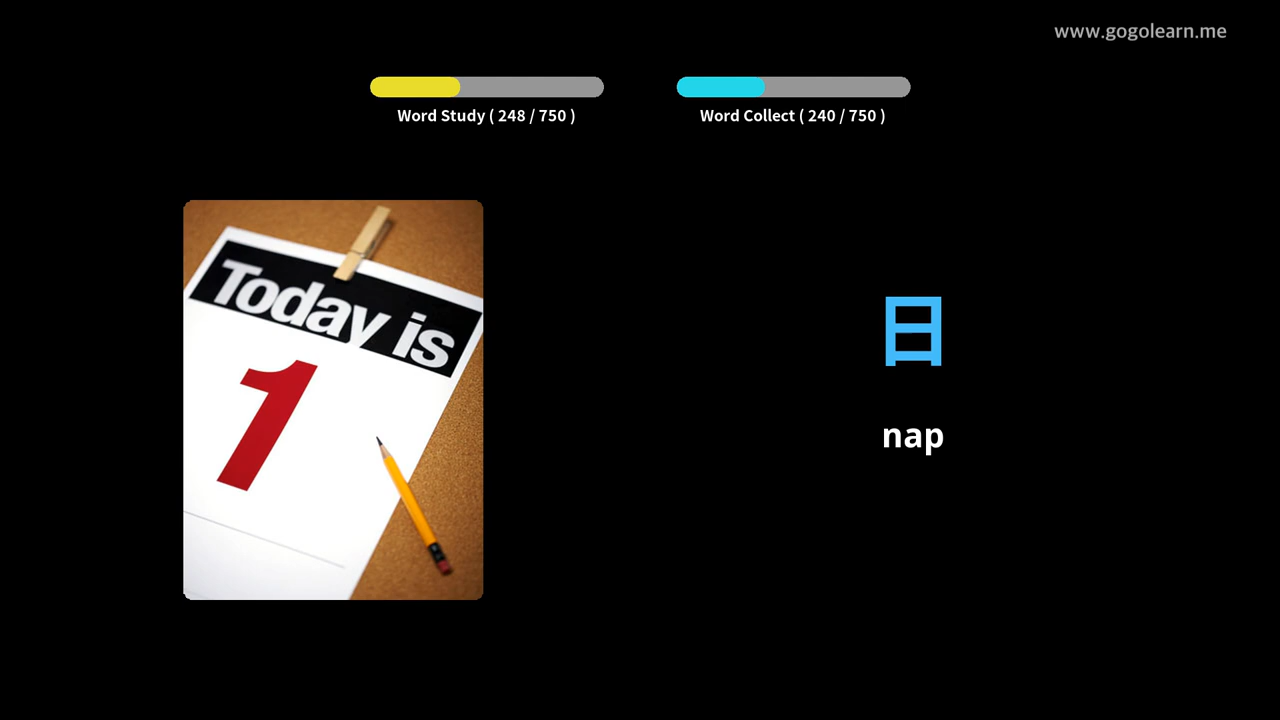 www.gogolearn.me
Word Study ( 248 / 750 )
Word Collect ( 240 / 750 )
Today is
1
日
nap